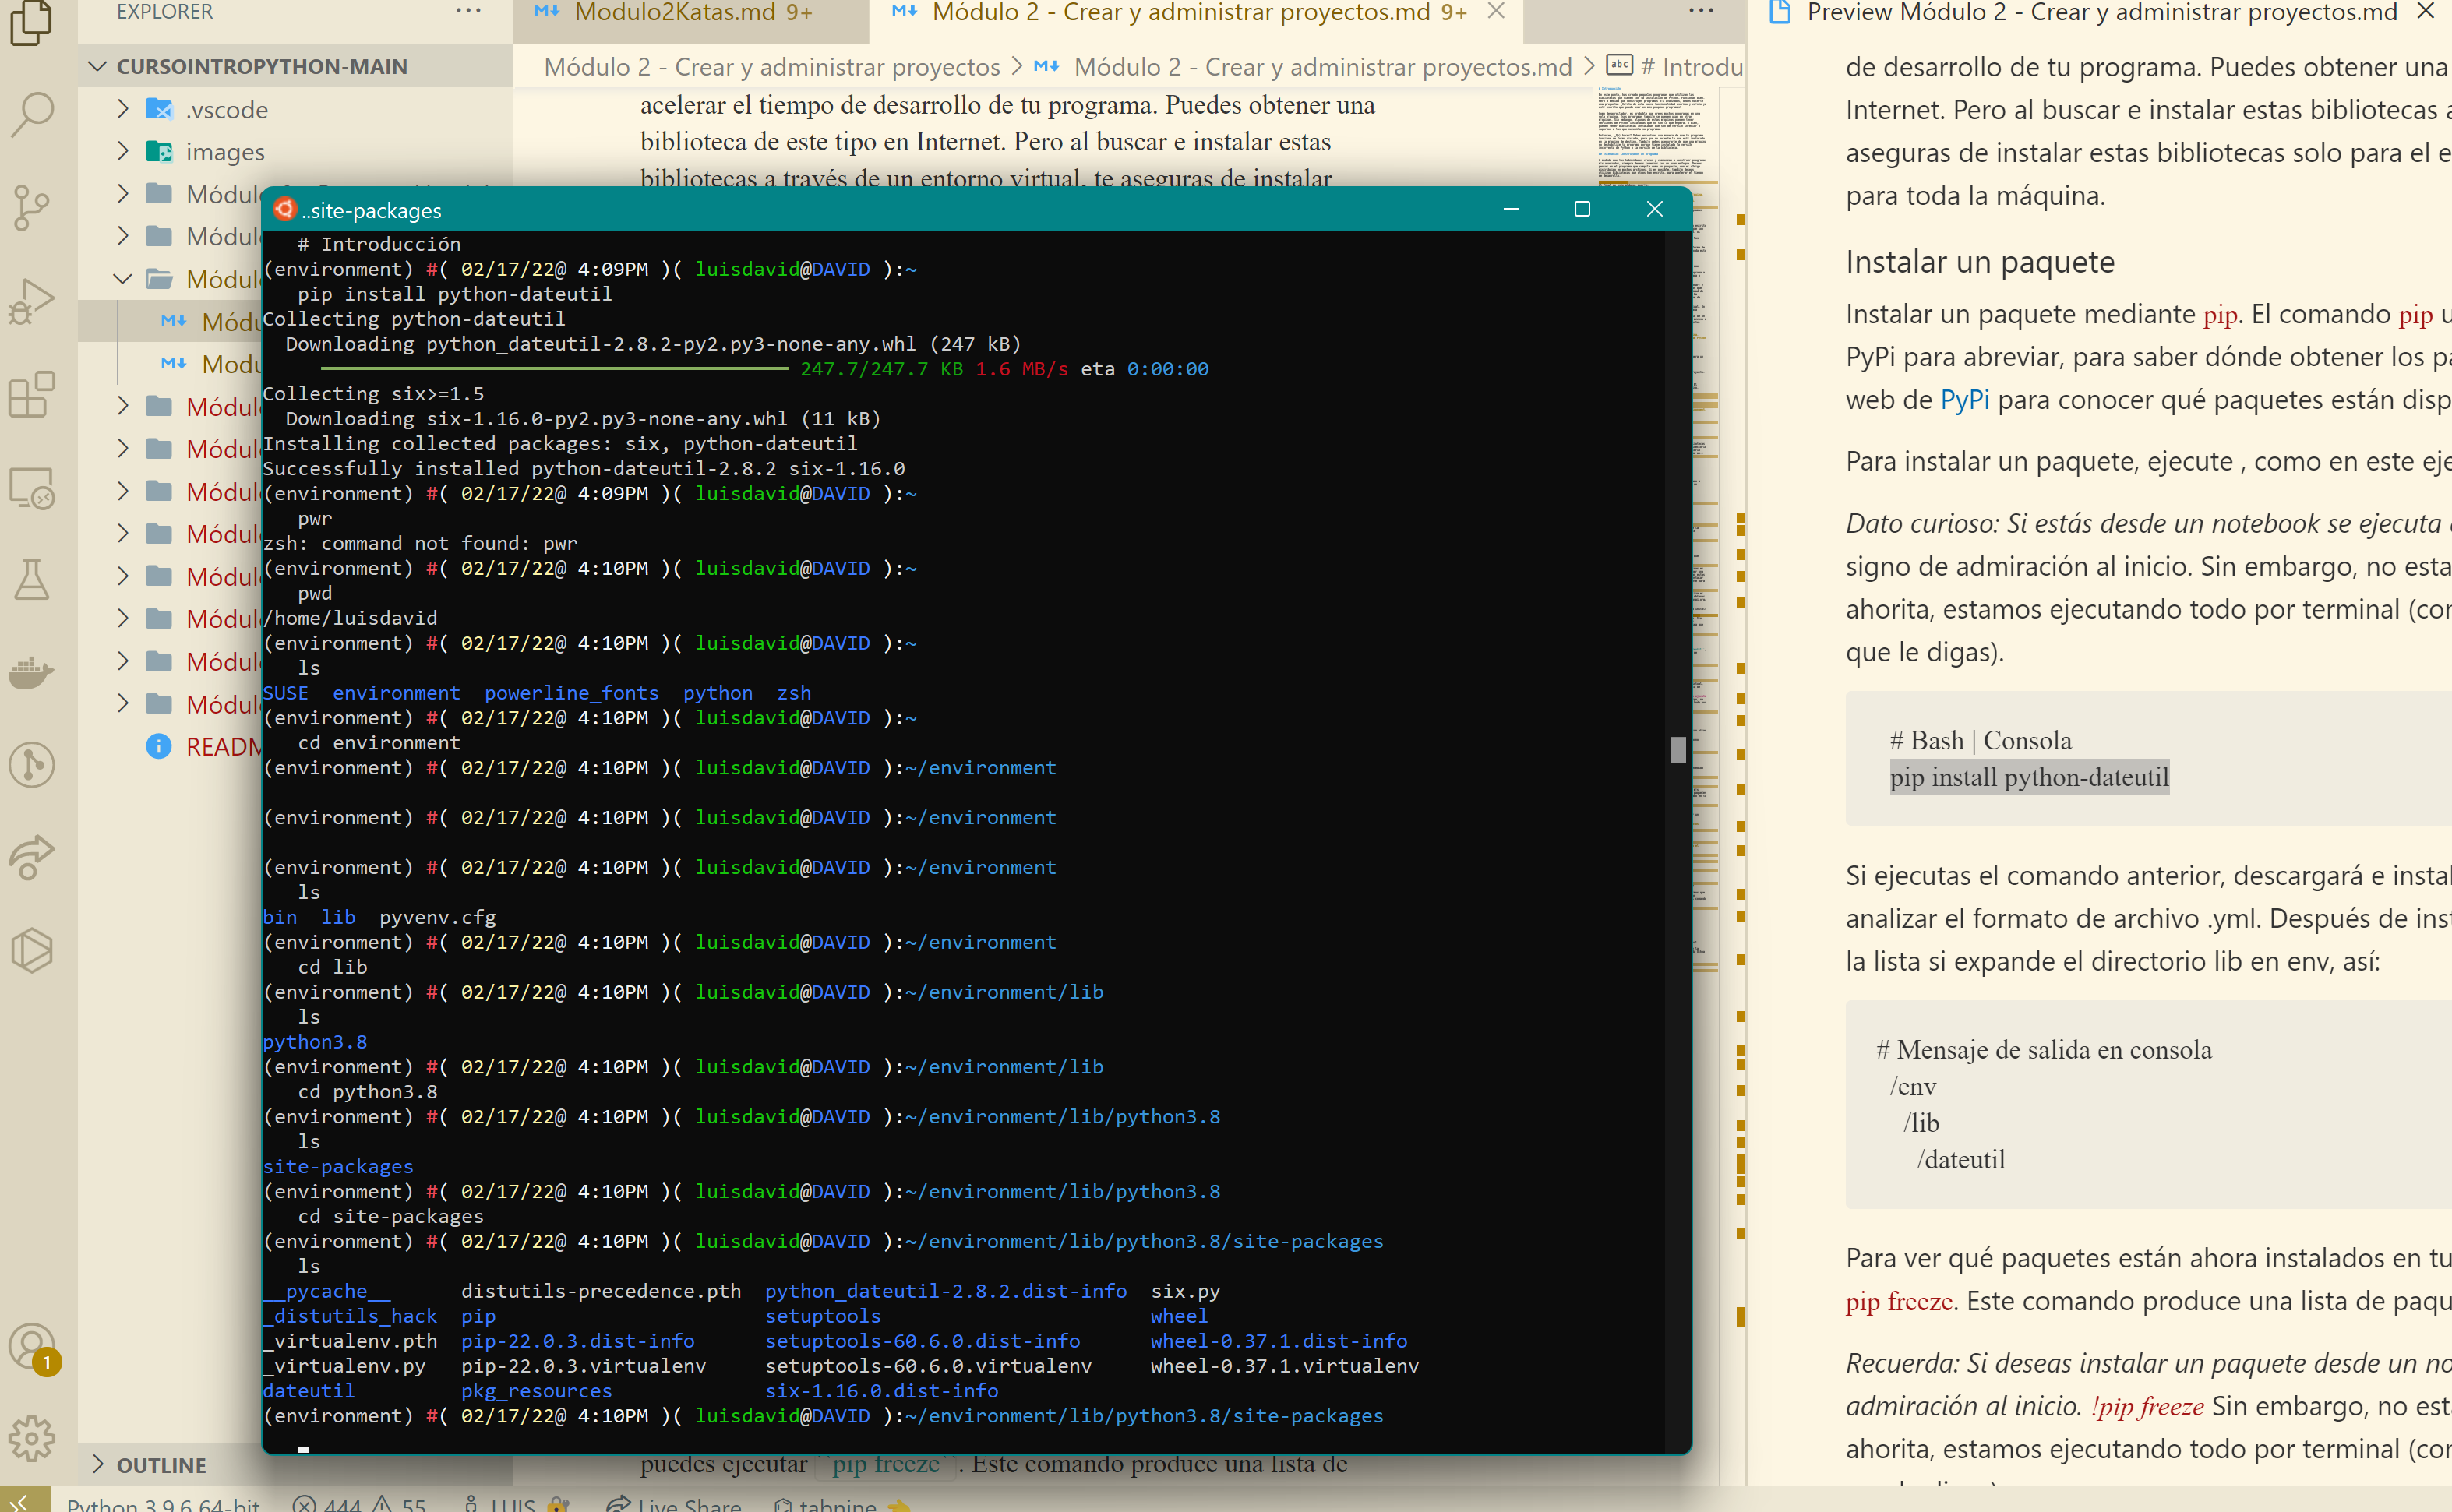 EXPLORER
CURSOINTROPYTHON-MAIN
.vscode
images
Módul
Módul
Módul
Módu
Modu
Módul
Módul
Módul
Módul
Módul
Módul
Módul
Módul
READM
OUTLINE
Modulo2Katas.md 9+
Módulo 2 - Crear y administrar proyectos.md 9+
Módulo 2 - Crear y administrar proyectos > Módulo 2 - Crear y administrar proyectos.md > # Introdu
acelerar el tiempo de desarrollo de tu programa. Puedes obtener una
biblioteca de este tipo en Internet. Pero al buscar e instalar estas
bibliotecas a través de un entorno virtual, te aseguras de instalar
..site-packages
# Introducción
(environment) #( 02/17/22@ 4:09PM )( luisdavid@DAVID ):~
pip install python-dateutil
Collecting python-dateutil
Downloading python_dateutil-2.8.2-py2.py3-none-any.whl (247 kB)
247.7/247.7 KB 1.6 MB/s eta 0:00:00
Collecting six>=1.5
Downloading six-1.16.0-py2.py3-none-any.whl (11 kB)
Installing collected packages: six, python-dateutil
Successfully installed python-dateutil-2.8.2 six-1.16.0
(environment) #( 02/17/22@ 4:09PM )( luisdavid@DAVID ):~
pwr
zsh: command not found: pwr
(environment) #( 02/17/22@ 4:10PM )( luisdavid@DAVID ):~
pwd
/home/luisdavid
(environment) #( 02/17/22@ 4:10PM )( luisdavid@DAVID ):~
ls
SUSE environment powerline_fonts python zsh
(environment) #( 02/17/22@ 4:10PM )( luisdavid@DAVID ):~
cd environment
(environment) #( 02/17/22@ 4:10PM )( luisdavid@DAVID ):~/environment
(environment) #( 02/17/22@ 4:10PM )( luisdavid@DAVID ):~/environment
(environment) #( 02/17/22@ 4:10PM )( luisdavid@DAVID ):~/environment
ls
bin lib pyvenv.cfg
(environment) #( 02/17/22@ 4:10PM )( luisdavid@DAVID ):~/environment
cd lib
(environment) #( 02/17/22@ 4:10PM )( luisdavid@DAVID ):~/environment/lib
ls
python3.8
(environment) #( 02/17/22@ 4:10PM )( luisdavid@DAVID ):~/environment/lib
cd python3.8
(environment) #( 02/17/22@ 4:10PM )( luisdavid@DAVID ):~/environment/lib/python3.8
ls
site-packages
(environment) #( 02/17/22@ 4:10PM )( luisdavid@DAVID ):~/environment/lib/python3.8
cd site-packages
(environment) #( 02/17/22@ 4:10PM )( luisdavid@DAVID ):~/environment/lib/python3.8/site-packages
ls
__pycache__ distutils-precedence.pth python_dateutil-2.8.2.dist-info six.py
_distutils_hack pip setuptools wheel
_virtualenv.pth pip-22.0.3.dist-info setuptools-60.6.0.dist-info wheel-0.37.1.dist-info
_virtualenv.py pip-22.0.3.virtualenv setuptools-60.6.0.virtualenv wheel-0.37.1.virtualenv
dateutil pkg_resources six-1.16.0.dist-info
(environment) #( 02/17/22@ 4:10PM )( luisdavid@DAVID ):~/environment/lib/python3.8/site-packages
puedes ejecutar ``pip freeze``. Este comando produce una lista de
Preview Módulo 2 - Crear y administrar proyectos.md
de desarrollo de tu programa. Puedes obtener una
Internet. Pero al buscar e instalar estas bibliotecas a
aseguras de instalar estas bibliotecas solo para el e
para toda la máquina.
Instalar un paquete
Instalar un paquete mediante pip. El comando pip u
PyPi para abreviar, para saber dónde obtener los pa
web de PyPi para conocer qué paquetes están disp
Para instalar un paquete, ejecute , como en este eje
Dato curioso: Si estás desde un notebook se ejecuta
signo de admiración al inicio. Sin embargo, no esta
ahorita, estamos ejecutando todo por terminal (con
que le digas).
# Bash | Consola
pip install python-dateutil
Si ejecutas el comando anterior, descargará e instal
analizar el formato de archivo .yml. Después de inst
la lista si expande el directorio lib en env, así:
# Mensaje de salida en consola
/env
/lib
/dateutil
Para ver qué paquetes están ahora instalados en tu
pip freeze. Este comando produce una lista de paqu
Recuerda: Si deseas instalar un paquete desde un no
admiración al inicio. !pip freeze Sin embargo, no est
ahorita, estamos ejecutando todo por terminal (con
1
Python 3.9.6 64-bit 444 55 LUIS Live Share tabnine